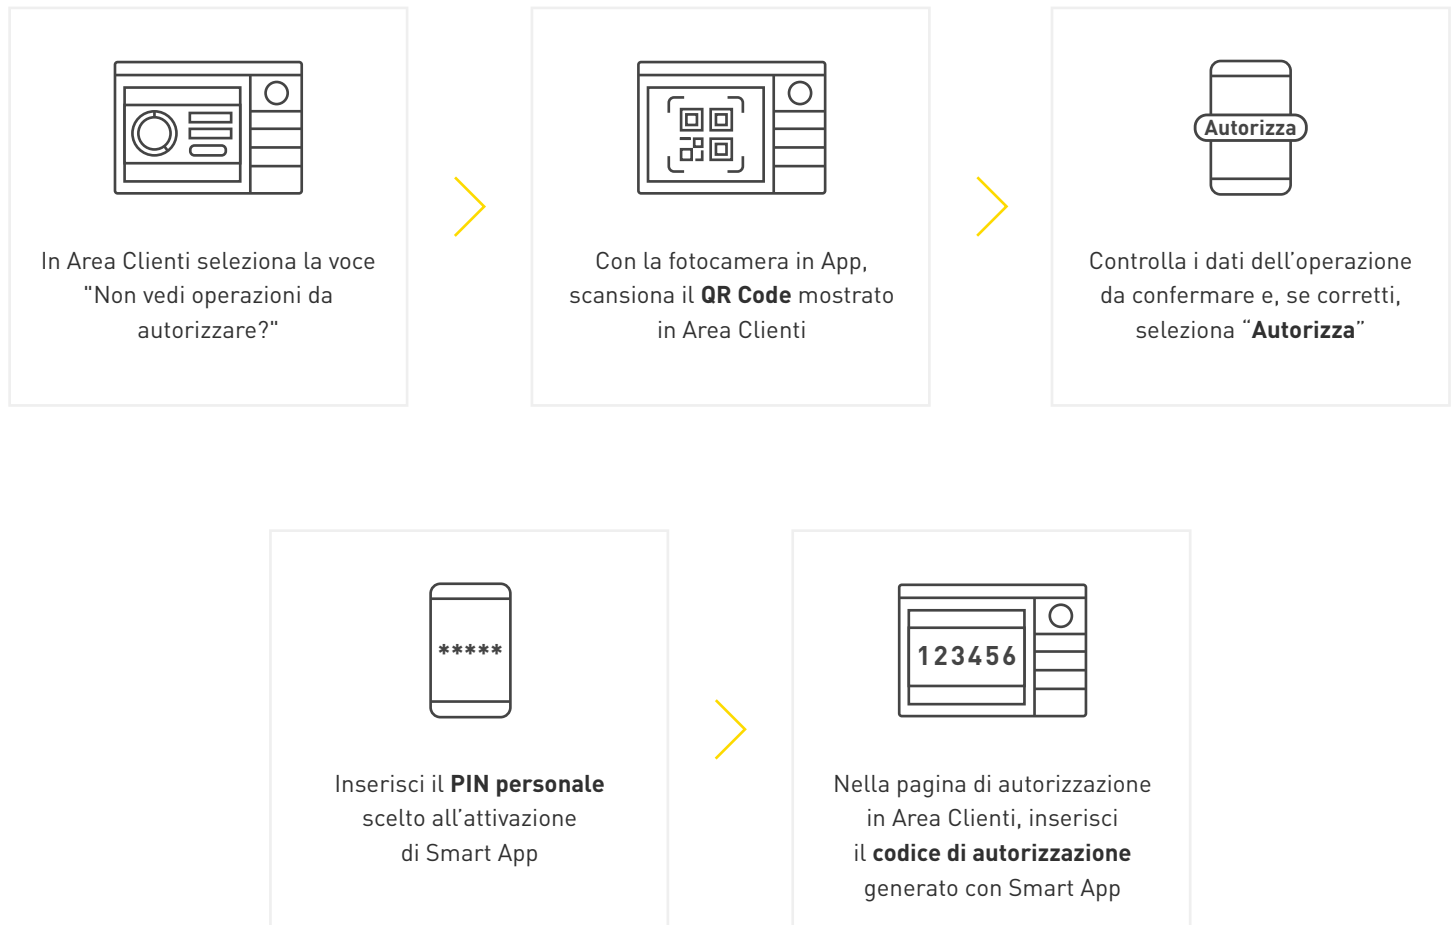 Autorizza
In Area Clienti seleziona la voce
"Non vedi operazioni da
autorizzare?"
Con la fotocamera in App,
scansiona il QR Code mostrato
in Area Clienti
Controlla i dati dell’operazione
da confermare e, se corretti,
seleziona “Autorizza”
*****
Inserisci il PIN personale
scelto all’attivazione
di Smart App
123456
Nella pagina di autorizzazione
in Area Clienti, inserisci
il codice di autorizzazione
generato con Smart App